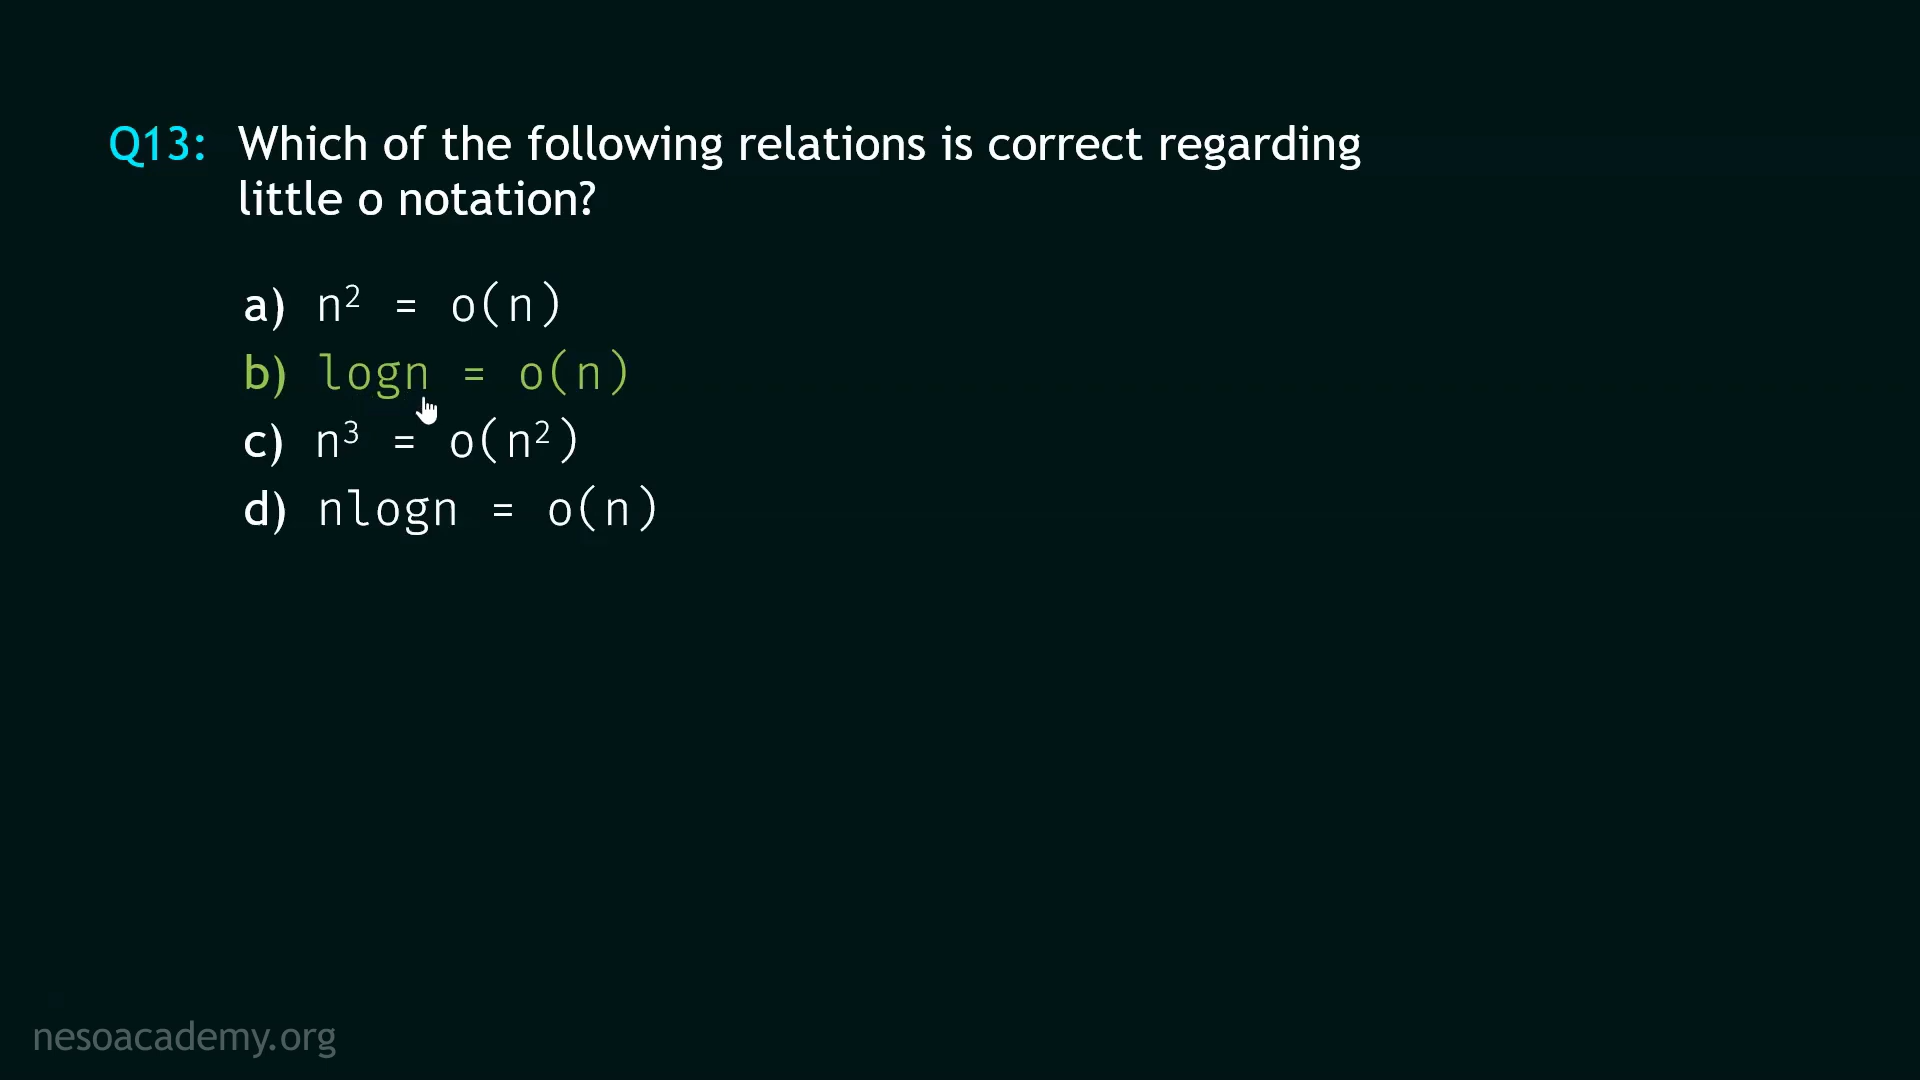 Q13: Which of the following relations is correct regarding
little o notation?
a) n² = o(n)
b) logn = o(n)
c) n³ = o(n²)
d) nlogn = o(n)
nesoacademy.org